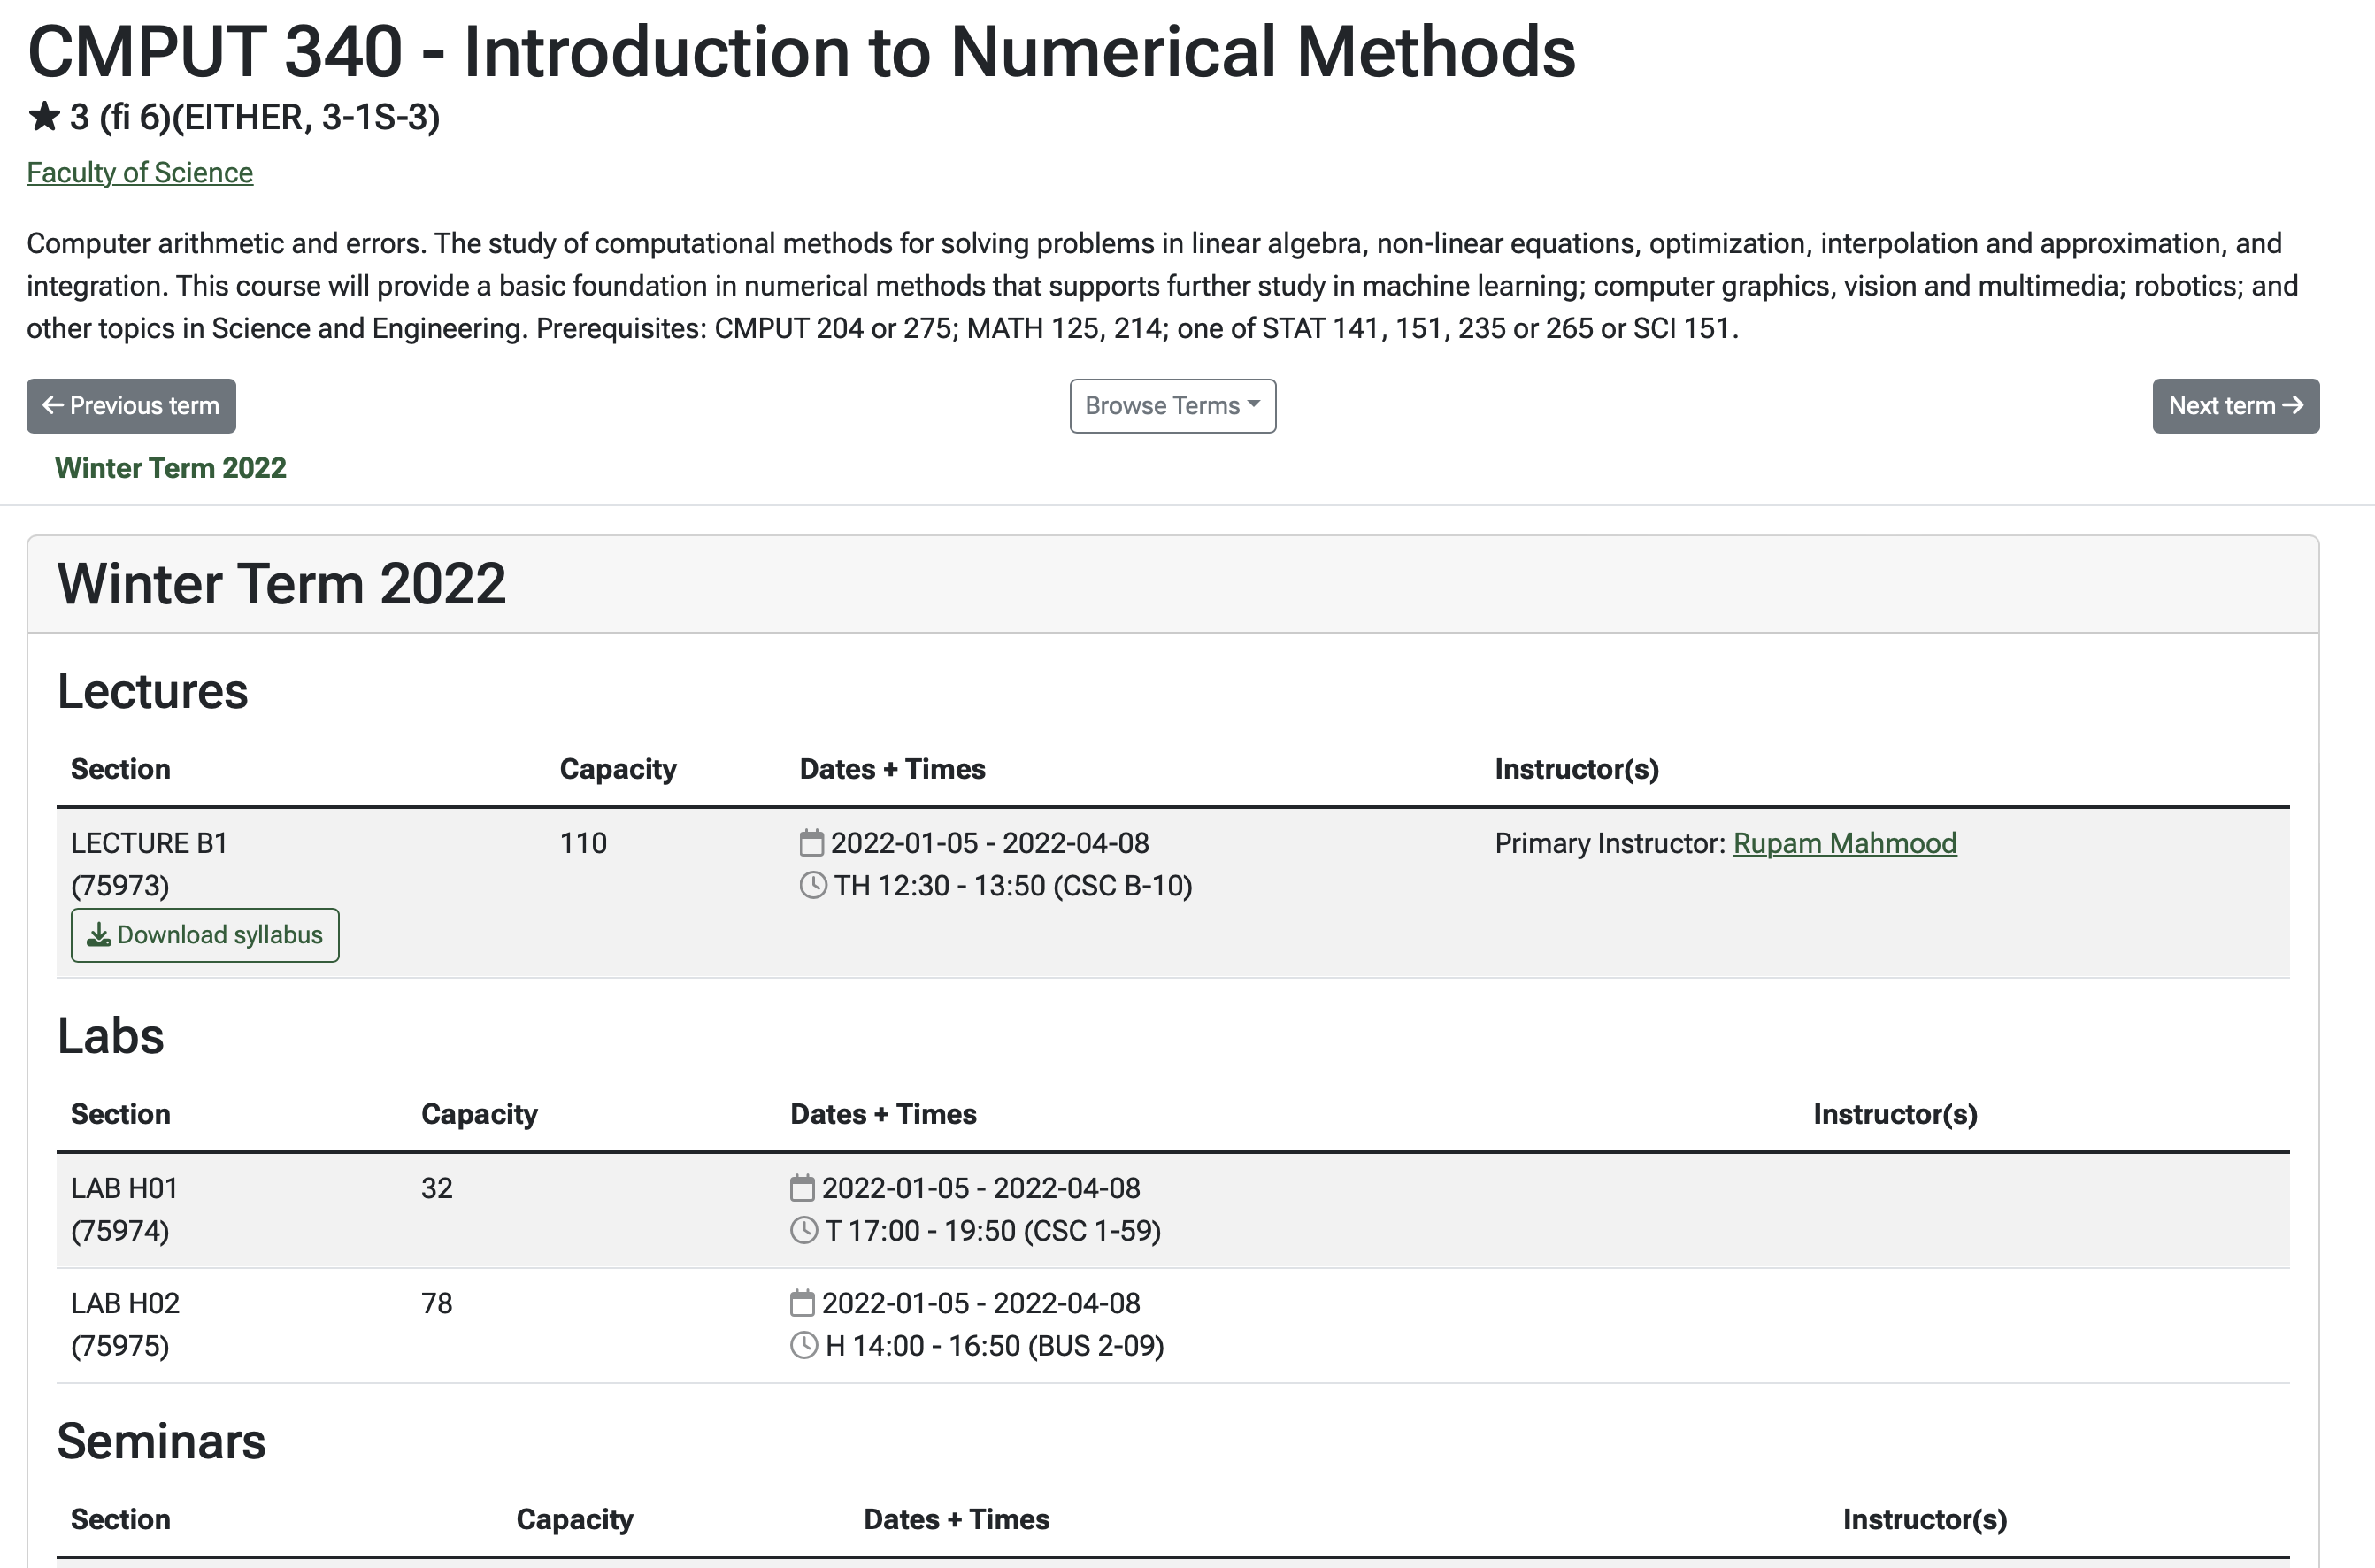 CMPUT 340 - Introduction to Numerical Methods
★ 3 (fi 6)(EITHER, 3-1S-3)
Faculty of Science
Computer arithmetic and errors. The study of computational methods for solving problems in linear algebra, non-linear equations, optimization, interpolation and approximation, and
integration. This course will provide a basic foundation in numerical methods that supports further study in machine learning; computer graphics, vision and multimedia; robotics; and
other topics in Science and Engineering. Prerequisites: CMPUT 204 or 275; MATH 125, 214; one of STAT 141, 151, 235 or 265 or SCI 151.
← Previous term Browse Terms Next term →
Winter Term 2022
Winter Term 2022
Lectures
Section Capacity Dates + Times Instructor(s)
LECTURE B1 110 2022-01-05 - 2022-04-08 Primary Instructor: Rupam Mahmood
(75973) TH 12:30 - 13:50 (CSC B-10)
Download syllabus
Labs
Section Capacity Dates + Times Instructor(s)
LAB H01 32 2022-01-05 - 2022-04-08
(75974) T 17:00 - 19:50 (CSC 1-59)
LAB H02 78 2022-01-05 - 2022-04-08
(75975) H 14:00 - 16:50 (BUS 2-09)
Seminars
Section Capacity Dates + Times Instructor(s)